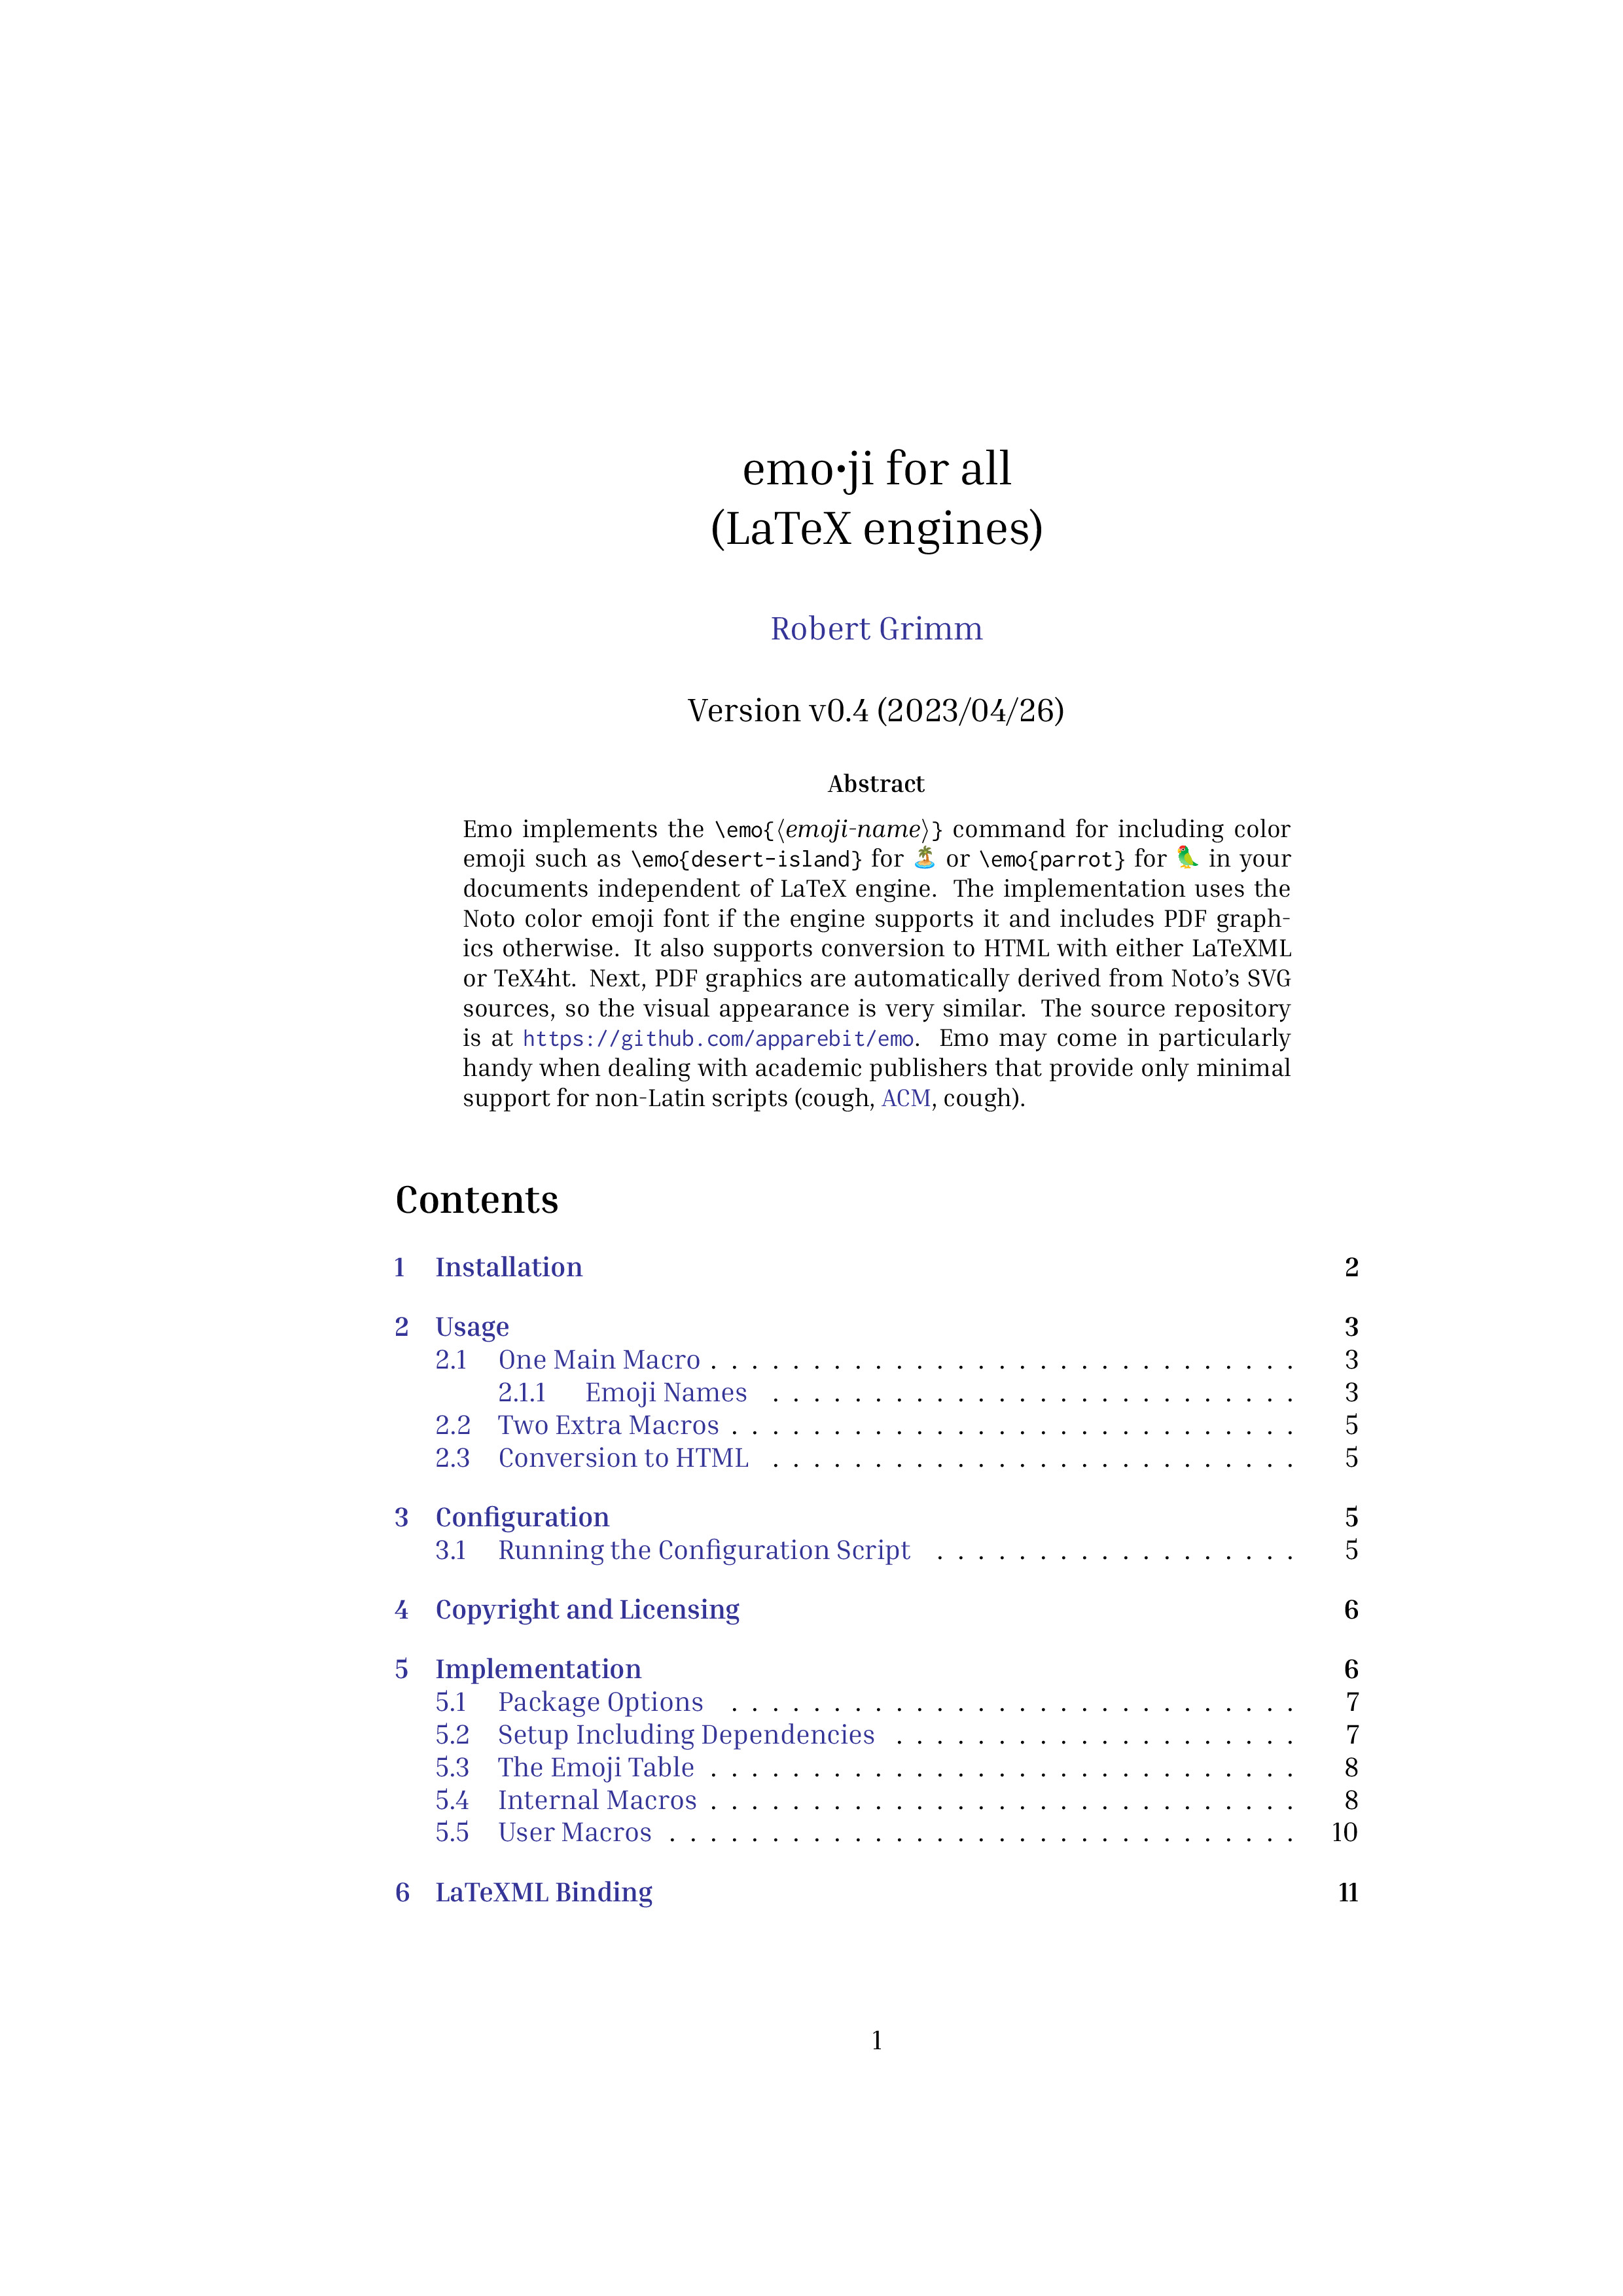 emo·ji for all
(LaTeX engines)
Robert Grimm
Version v0.4 (2023/04/26)
Abstract
Emo implements the \emo{⟨emoji-name⟩} command for including color
emoji such as \emo{desert-island} for 🏝️ or \emo{parrot} for 🦜 in your
documents independent of LaTeX engine. The implementation uses the
Noto color emoji font if the engine supports it and includes PDF graph-
ics otherwise. It also supports conversion to HTML with either LaTeXML
or TeX4ht. Next, PDF graphics are automatically derived from Noto’s SVG
sources, so the visual appearance is very similar. The source repository
is at https://github.com/apparebit/emo. Emo may come in particularly
handy when dealing with academic publishers that provide only minimal
support for non-Latin scripts (cough, ACM, cough).
Contents
1 Installation 2
2 Usage 3
2.1 One Main Macro . . . . . . . . . . . . . . . . . . . . . . . . . . . . . 3
2.1.1 Emoji Names . . . . . . . . . . . . . . . . . . . . . . . . . . 3
2.2 Two Extra Macros . . . . . . . . . . . . . . . . . . . . . . . . . . . . 5
2.3 Conversion to HTML . . . . . . . . . . . . . . . . . . . . . . . . . . 5
3 Configuration 5
3.1 Running the Configuration Script . . . . . . . . . . . . . . . . . . 5
4 Copyright and Licensing 6
5 Implementation 6
5.1 Package Options . . . . . . . . . . . . . . . . . . . . . . . . . . . . 7
5.2 Setup Including Dependencies . . . . . . . . . . . . . . . . . . . . 7
5.3 The Emoji Table . . . . . . . . . . . . . . . . . . . . . . . . . . . . . 8
5.4 Internal Macros . . . . . . . . . . . . . . . . . . . . . . . . . . . . . 8
5.5 User Macros . . . . . . . . . . . . . . . . . . . . . . . . . . . . . . . 10
6 LaTeXML Binding 11
1